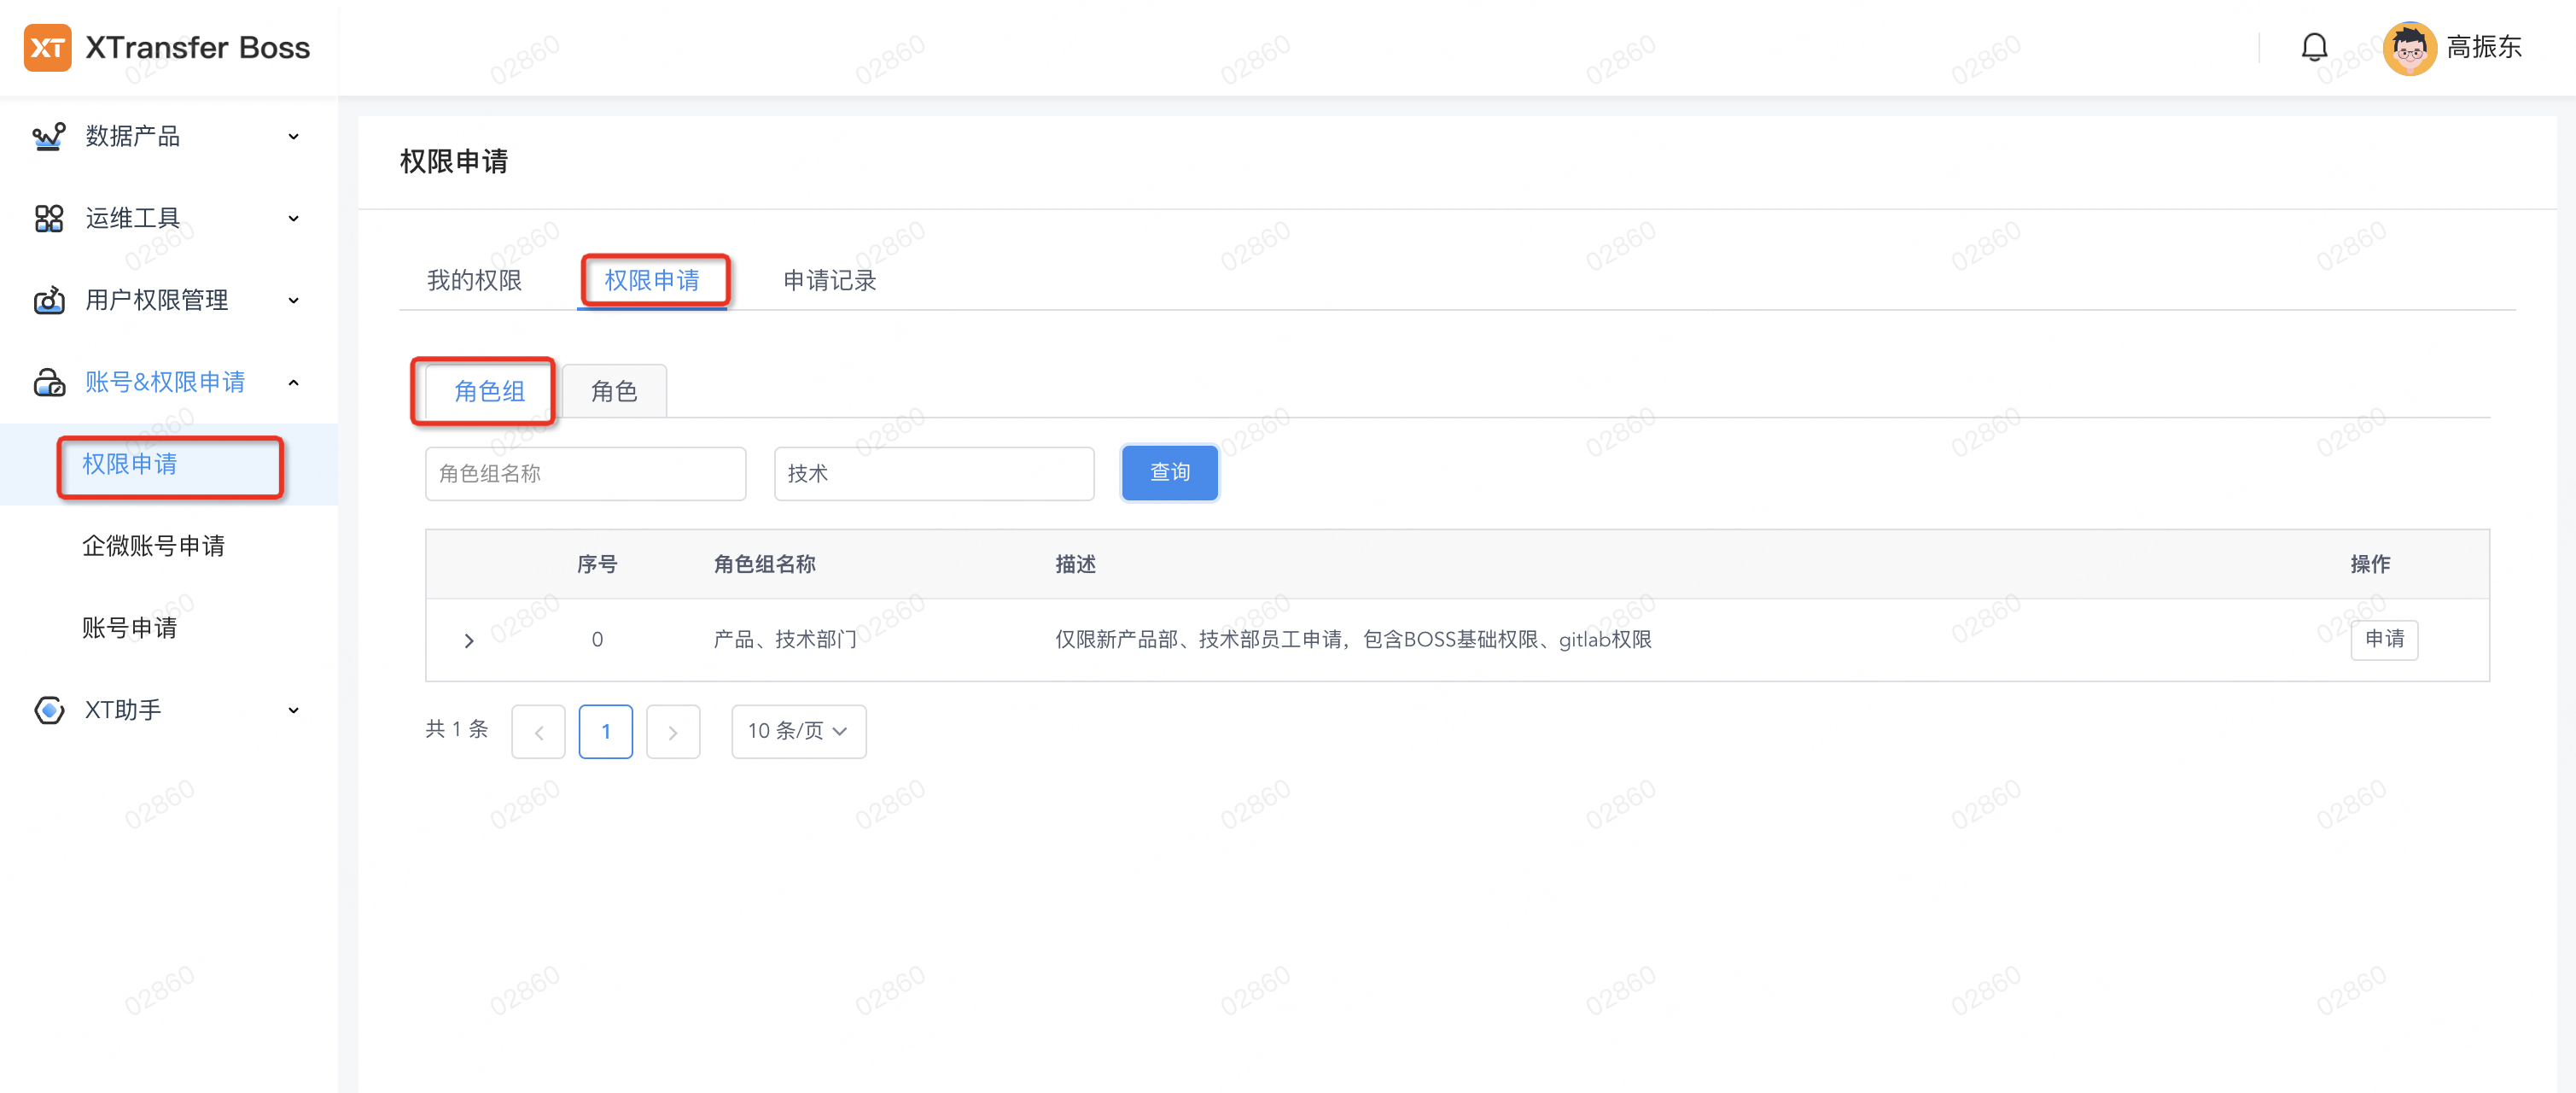 XT XTransfer Boss
高振东
数据产品
运维工具
用户权限管理
账号&权限申请
权限申请
企微账号申请
账号申请
XT助手
权限申请
我的权限 权限申请 申请记录
角色组 角色
角色组名称 技术 查询
序号 角色组名称 描述 操作
0 产品、技术部门 仅限新产品部、技术部员工申请，包含BOSS基础权限、gitlab权限 申请
共 1 条 1 10 条/页
02860